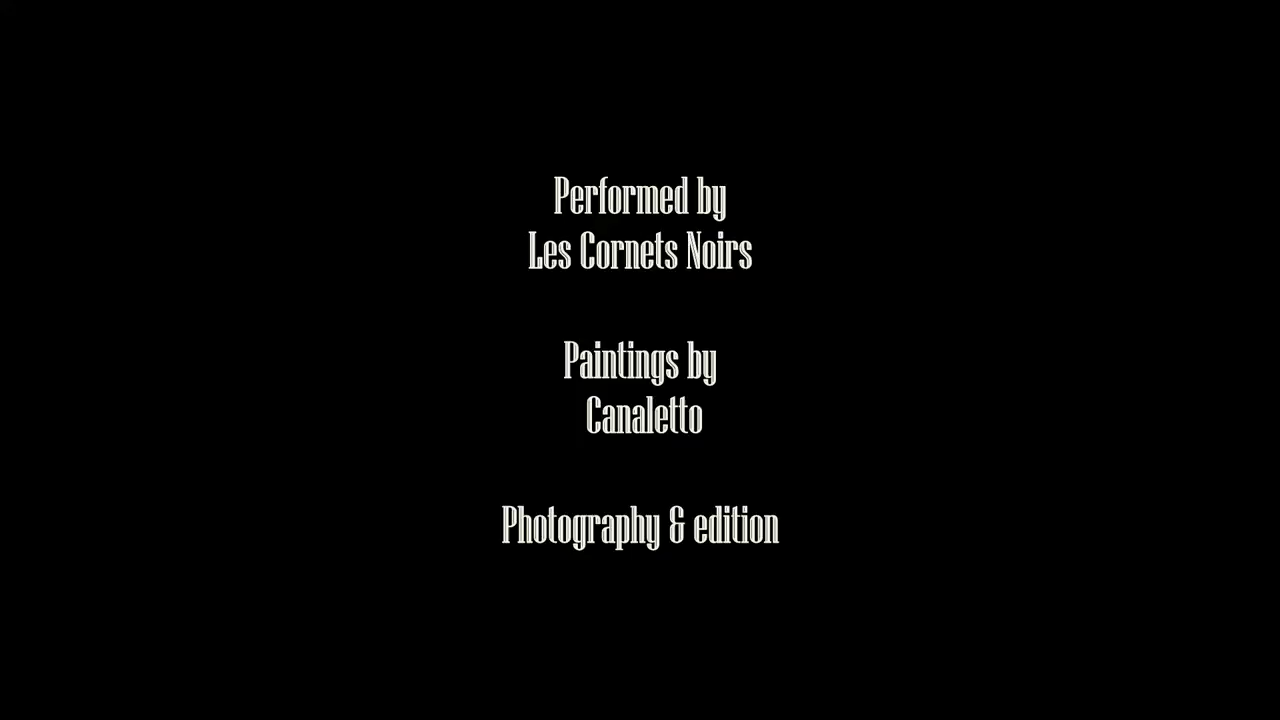 Performed by
Les Cornets Noirs
Paintings by
Canaletto
Photography & edition